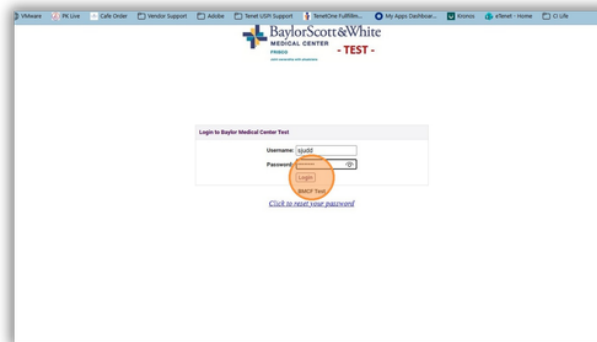 VMware PK Live Cafe Order Vendor Support Adobe Tenet USPI Support TenetOne Fulfillm... My Apps Dashboar... Kronos eTenet - Home CI Life
BaylorScott&White
MEDICAL CENTER
FRISCO
- TEST -
Login to Baylor Medical Center Test
Username: sjudd
Password:
Login
BMCF Test
Click to reset your password